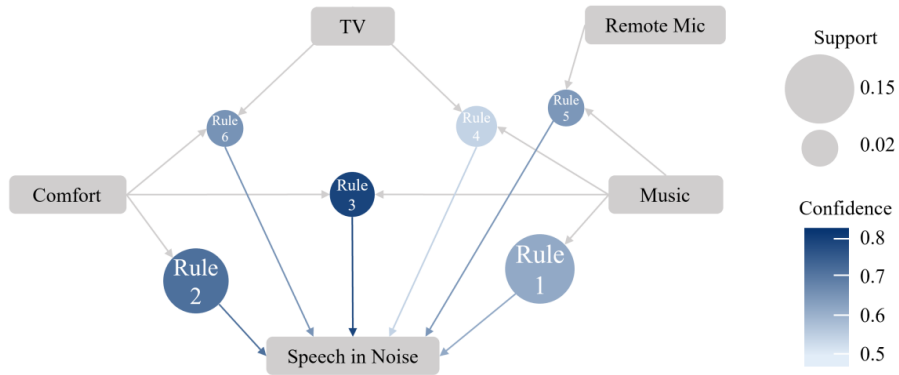 TV
Remote Mic
Support
0.15
0.02
Rule
6
Rule
4
Rule
5
Comfort
Rule
3
Music
Confidence
0.8
0.7
0.6
0.5
Rule
2
Rule
1
Speech in Noise